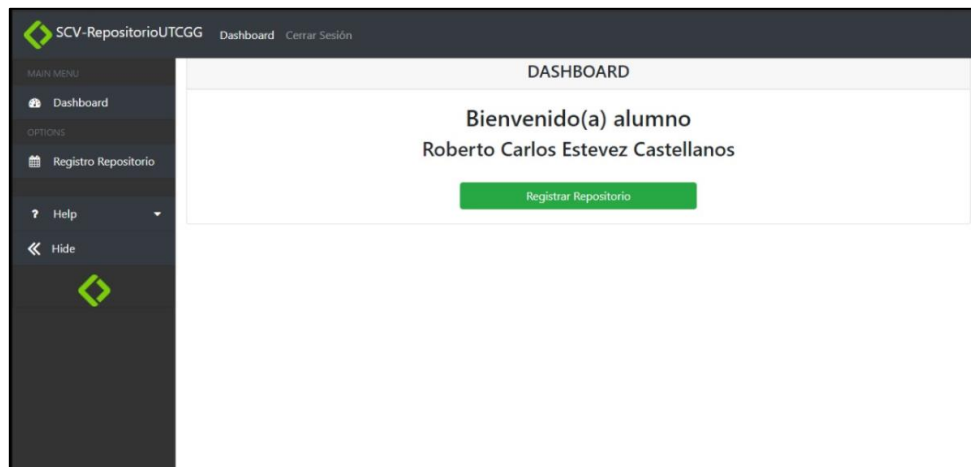 SCV-RepositorioUTCGG Dashboard Cerrar Sesión
MAIN MENU
Dashboard
OPTIONS
Registro Repositorio
? Help
Hide
DASHBOARD
Bienvenido(a) alumno
Roberto Carlos Estevez Castellanos
Registrar Repositorio